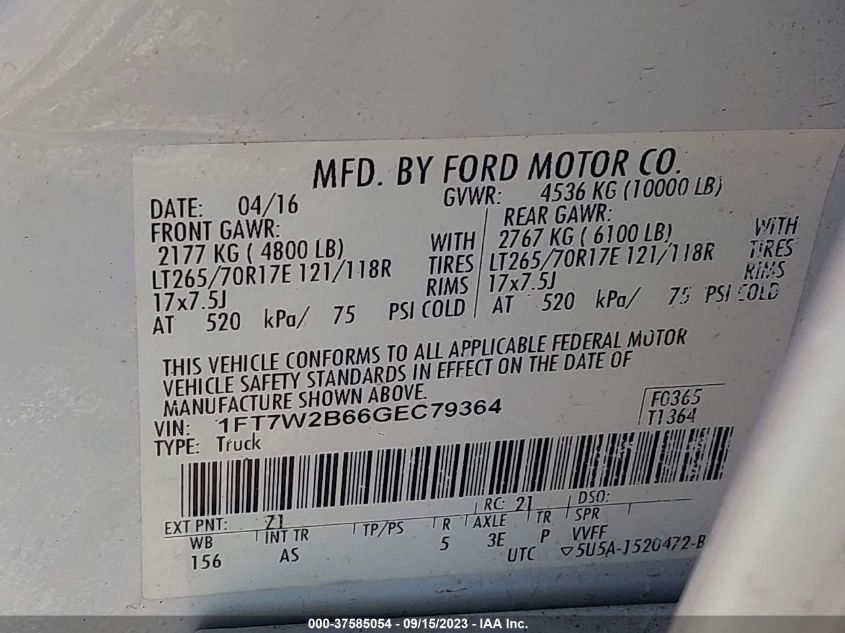 MFD. BY FORD MOTOR CO.
DATE: 04/16 GVWR: 4536 KG (10000 LB)
FRONT GAWR: REAR GAWR:
2177 KG ( 4800 LB) WITH 2767 KG ( 6100 LB) WITH
LT265/70R17E 121/118R TIRES LT265/70R17E 121/118R TIRES
17x7.5J RIMS 17x7.5J RIMS
AT 520 kPa/ 75 PSI COLD AT 520 kPa/ 75 PSI COLD
THIS VEHICLE CONFORMS TO ALL APPLICABLE FEDERAL MOTOR
VEHICLE SAFETY STANDARDS IN EFFECT ON THE DATE OF
MANUFACTURE SHOWN ABOVE.
VIN: 1FT7W2B66GEC79364 F0365
TYPE: Truck T1364
EXT PNT: Z1 RC: 21 DSO:
WB INT TR TP/PS R AXLE TR SPR
156 AS 5 3E P VVFF
UTC ▽5U5A-1520472-B
000-37585054 - 09/15/2023 - IAA Inc.